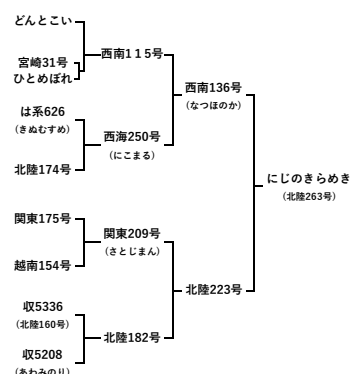 どんとこい
宮崎31号
ひとめぼれ
西南115号
は系626
(きぬむすめ)
北陸174号
西海250号
(にこまる)
西南136号
(なつほのか)
関東175号
越南154号
関東209号
(さとじまん)
収5336
(北陸160号)
収5208
(あわみのり)
北陸182号
北陸223号
にじのきらめき
(北陸263号)